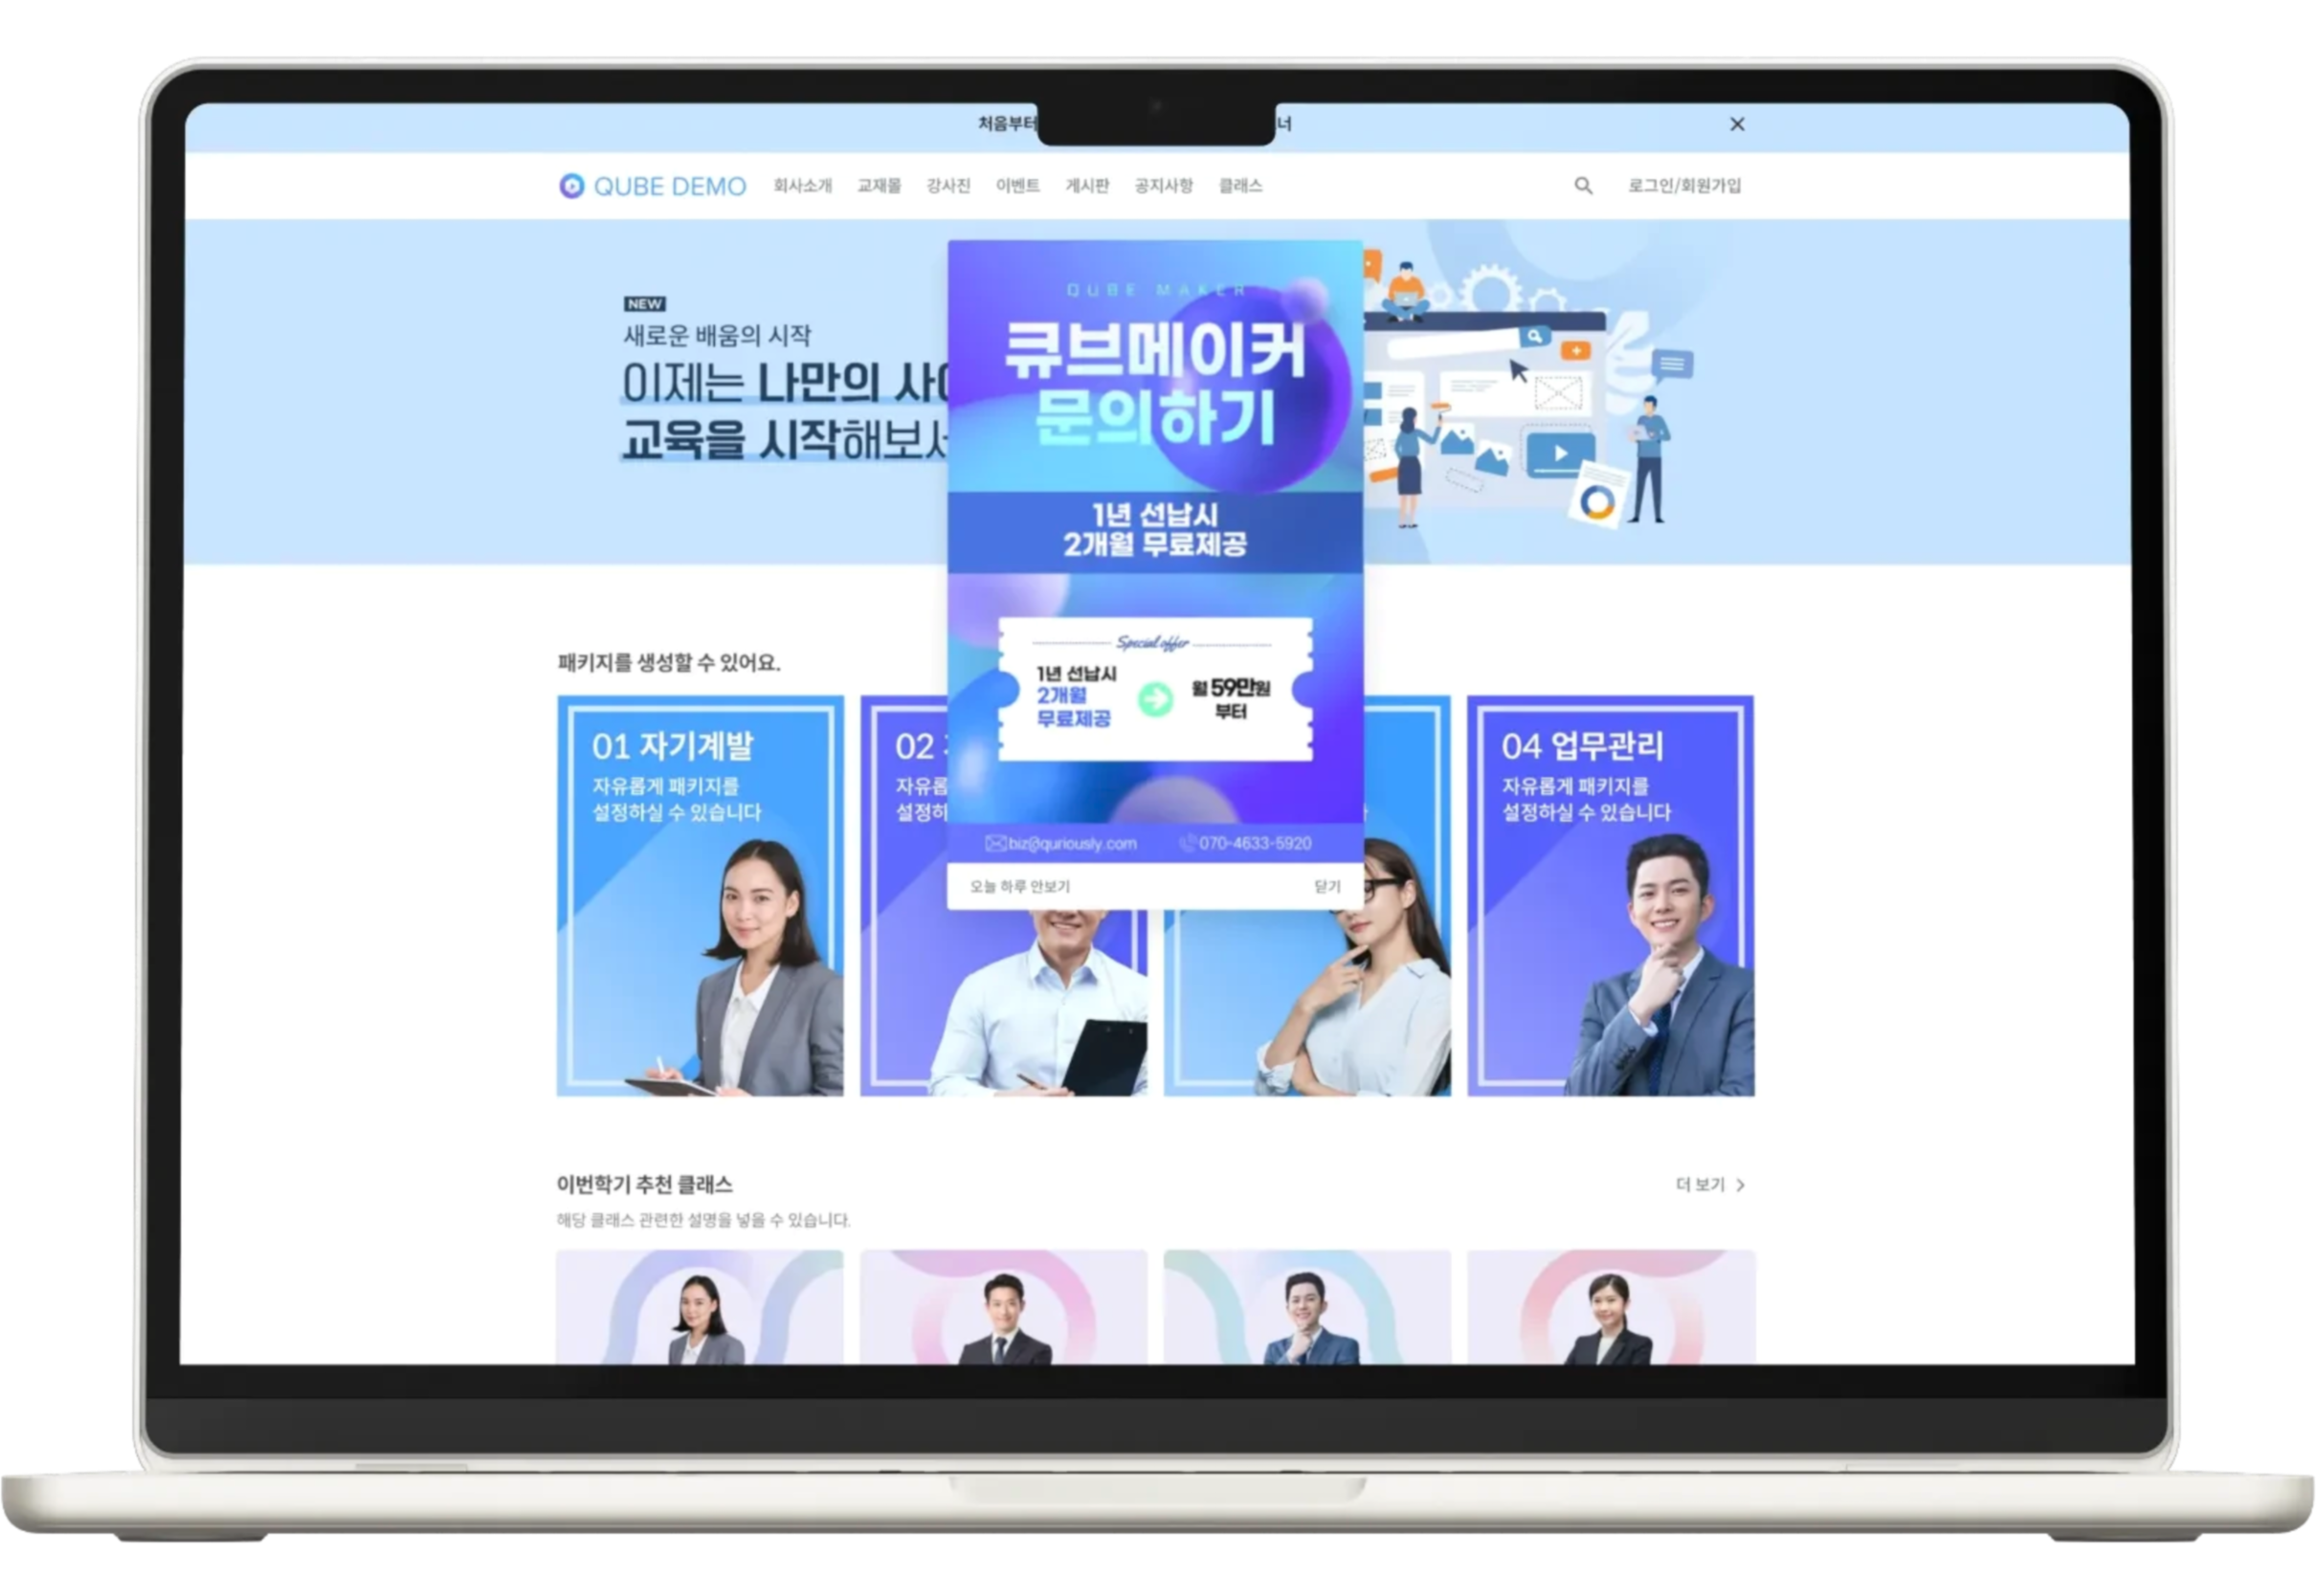 처음부터
너
QUBE DEMO 회사소개 교재몰 강사진 이벤트 게시판 공지사항 클래스 로그인/회원가입
NEW
새로운 배움의 시작
이제는 나만의
교육을 시작해보
QUBE MAKER
큐브메이커
문의하기
1년 선납시
2개월 무료제공
Special offer
1년 선납시
2개월
무료제공
월 59만원
부터
biz@quriously.com 070-4633-5920
오늘 하루 안보기 닫기
패키지를 생성할 수 있어요.
01 자기계발
자유롭게 패키지를
설정하실 수 있습니다
02
자유롭
설정하
04 업무관리
자유롭게 패키지를
설정하실 수 있습니다
이번학기 추천 클래스
더 보기
해당 클래스 관련한 설명을 넣을 수 있습니다.